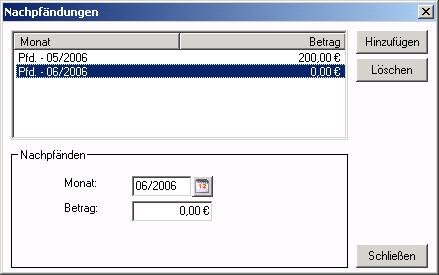 Nachpfändungen
Monat Betrag
Pfd. - 05/2006 200,00 €
Pfd. - 06/2006 0,00 €
Hinzufügen
Löschen
Nachpfänden
Monat: 06/2006 12
Betrag: 0,00 €
Schließen